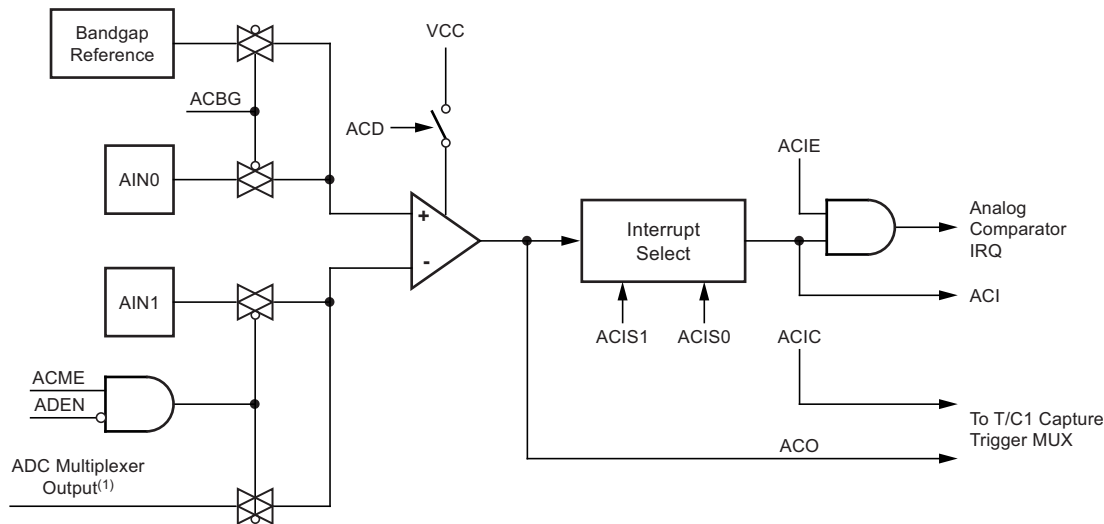 Bandgap
Reference
VCC
ACBG
ACD
AIN0
ACIE
+
Interrupt
Select
Analog
Comparator
IRQ
-
AIN1
ACI
ACIS1
ACIS0
ACIC
ACME
ADEN
To T/C1 Capture
Trigger MUX
ACO
ADC Multiplexer
Output(1)